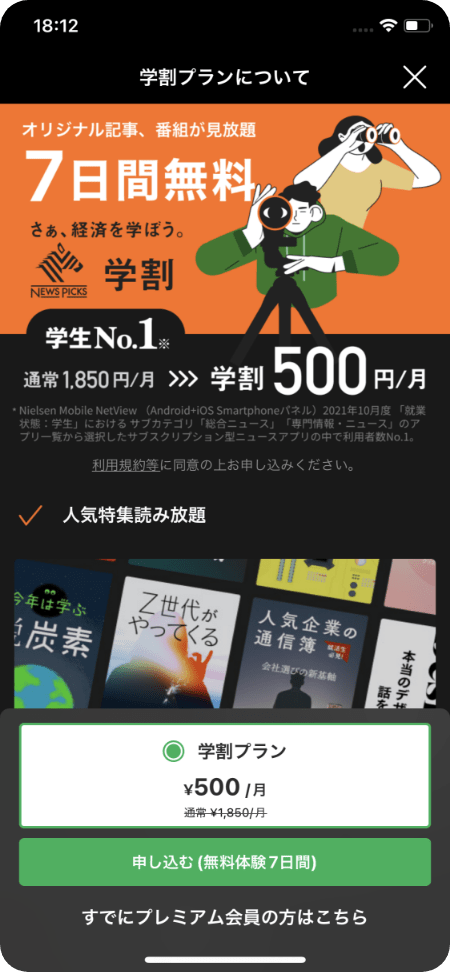 18:12
学割プランについて
オリジナル記事、番組が見放題
7日間無料
さぁ、経済を学ぼう。
NEWS PICKS
学割
学生No.1※
通常1,850円/月 >>> 学割 500円/月
* Nielsen Mobile NetView （Android+iOS Smartphoneパネル）2021年10月度 「就業
状態：学生」における サブカテゴリ「総合ニュース」「専門情報・ニュース」のア
プリ一覧から選択したサブスクリプション型ニュースアプリの中で利用者数No.1。
利用規約等に同意の上お申し込みください。
人気特集読み放題
今年は学ぶ
脱炭素
Z世代が
やってくる
人気企業の
通信簿
就活生
必見!
会社選びの新基軸
本当のデザ
話を
学割プラン
¥500 /月
通常 ¥1,850/月
申し込む (無料体験7日間)
すでにプレミアム会員の方はこちら